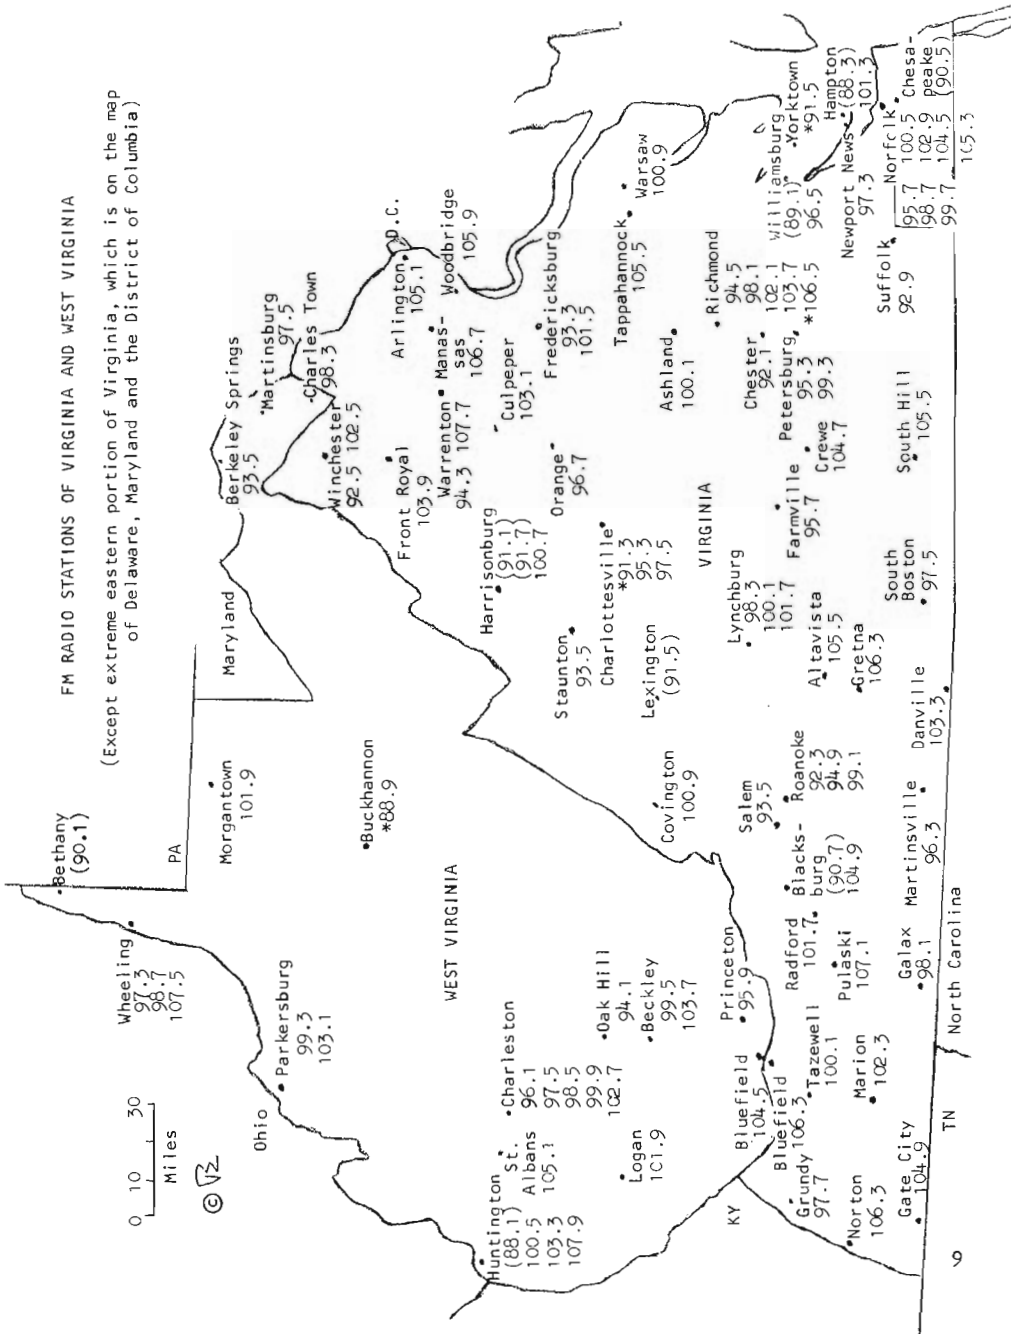 FM RADIO STATIONS OF VIRGINIA AND WEST VIRGINIA
(Except extreme eastern portion of Virginia, which is on the map
of Delaware, Maryland and the District of Columbia)
0 10 30
Miles
Bethany
(90.1)
PA
Wheeling
97.3
98.7
107.5
Morgantown
101.9
Maryland
Berkeley Springs
93.5
Martinsburg
97.5
Charles Town
98.3
Ohio
Parkersburg
99.3
103.1
Buckhannon
*88.9
Winchester
92.5 102.5
Front Royal
103.9
Arlington
105.1
D.C.
Woodbridge
105.9
Manas-
sas
106.7
Warrenton
94.3 107.7
WEST VIRGINIA
Culpeper
103.1
Harrisonburg
(91.1)
(91.7)
100.7
Fredericksburg
93.3
101.5
Orange
96.7
Huntington
(88.1)
100.5
103.3
107.9
St.
Albans
105.1
Charleston
96.1
97.5
98.5
99.9
102.7
Staunton
93.5
Charlottesville
*91.3
95.3
97.5
Tappahannock
105.5
Warsaw
100.9
Oak Hill
94.1
Logan
101.9
Beckley
99.5
103.7
Lexington
(91.5)
Covington
100.9
Ashland
100.1
Richmond
94.5
98.1
102.1
103.7
*106.5
VIRGINIA
KY
Princeton
95.9
Bluefield
104.5
Bluefield
106.3
Salem
93.5
Roanoke
92.3
94.9
99.1
Lynchburg
98.3
100.1
101.7
Chester
92.1
Petersburg
95.3
99.3
Williamsburg
(89.1)
96.5
Yorktown
*91.5
Hampton
(88.3)
101.3
Newport News
97.3
Grundy
97.7
Tazewell
100.1
Radford
101.7
Blacks-
burg
(90.7)
104.9
Altavista
105.5
Farmville
95.7
Crewe
104.7
Norton
106.3
Marion
102.3
Pulaski
107.1
Gretna
106.3
Suffolk
92.9
Norfolk
95.7 100.5
98.7 102.9
99.7 104.5
105.3
Chesa-
peake
(90.5)
Gate City
104.9
Galax
98.1
Martinsville
96.3
Danville
103.3
South
Boston
97.5
South Hill
105.5
TN
North Carolina
9